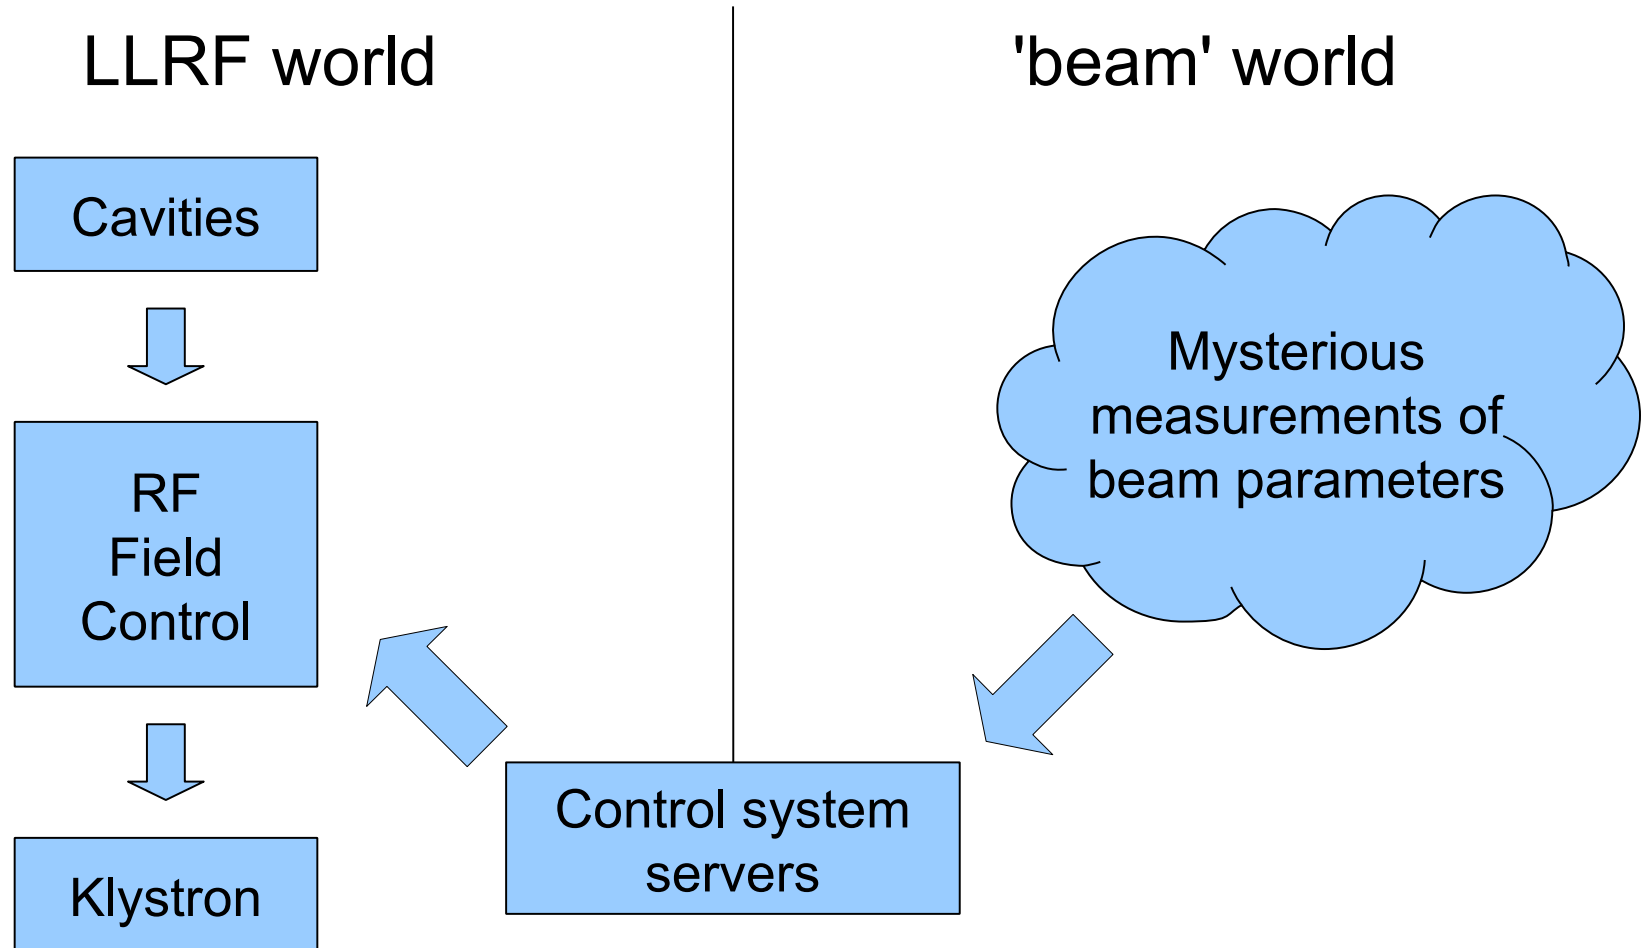 LLRF world
'beam' world
Cavities
RF
Field
Control
Klystron
Mysterious
measurements of
beam parameters
Control system
servers